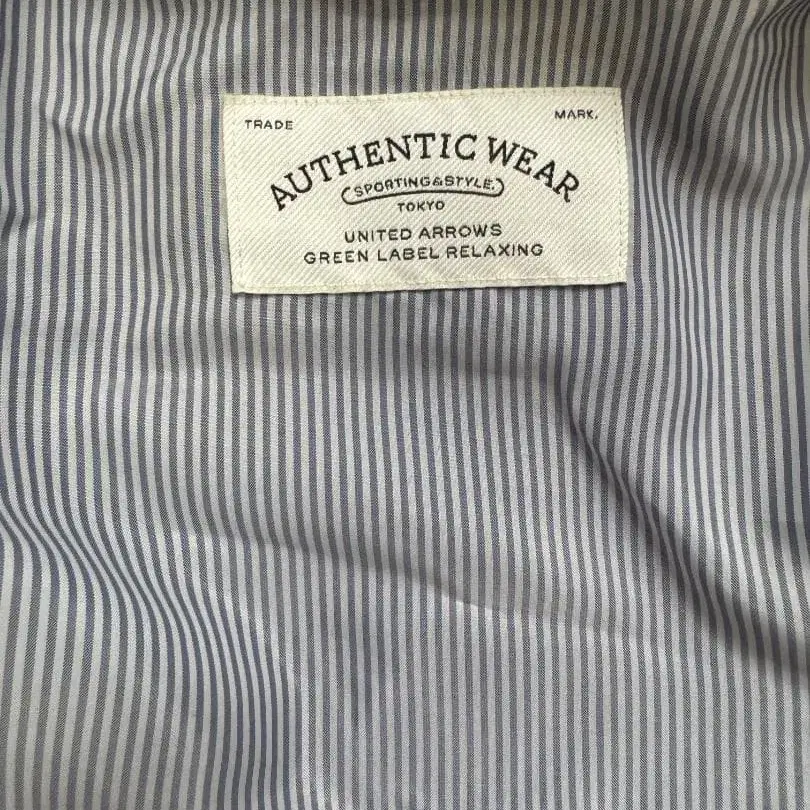 TRADE MARK.
AUTHENTIC WEAR
SPORTING&STYLE.
TOKYO
UNITED ARROWS
GREEN LABEL RELAXING